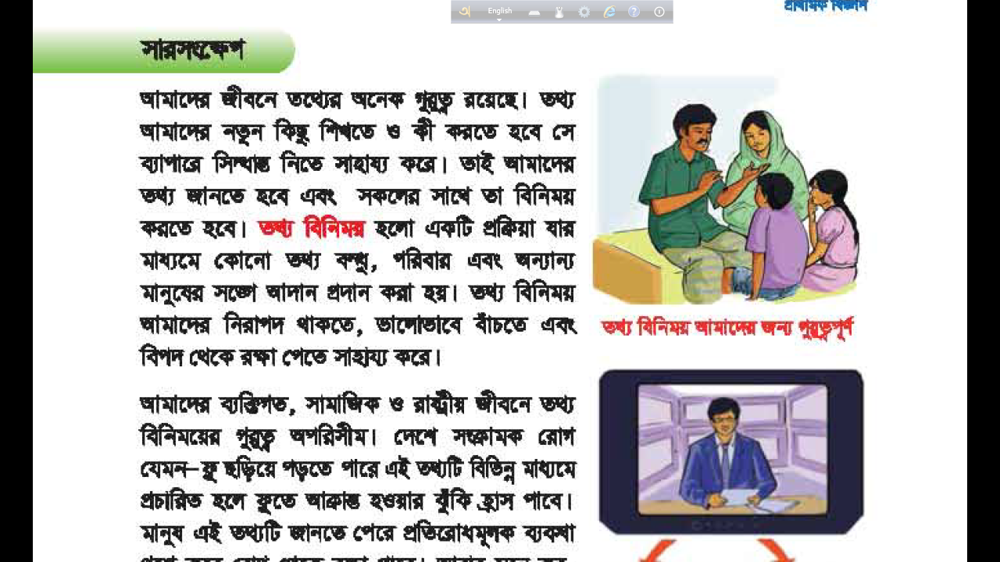 English
প্রাথমিক বিজ্ঞান
সারসংক্ষেপ
আমাদের জীবনে তথ্যের অনেক গুরুত্ব রয়েছে। তথ্য
আমাদের নতুন কিছু শিখতে ও কী করতে হবে সে
ব্যাপারে সিদ্ধান্ত নিতে সাহায্য করে। তাই আমাদের
তথ্য জানতে হবে এবং সকলের সাথে তা বিনিময়
করতে হবে। তথ্য বিনিময় হলো একটি প্রক্রিয়া যার
মাধ্যমে কোনো তথ্য বন্ধু, পরিবার এবং অন্যান্য
মানুষের সঙ্গে আদান প্রদান করা হয়। তথ্য বিনিময়
আমাদের নিরাপদ থাকতে, ভালোভাবে বাঁচতে এবং
বিপদ থেকে রক্ষা পেতে সাহায্য করে।
তথ্য বিনিময় আমাদের জন্য গুরুত্বপূর্ণ
আমাদের ব্যক্তিগত, সামাজিক ও রাষ্ট্রীয় জীবনে তথ্য
বিনিময়ের গুরুত্ব অপরিসীম। দেশে সংক্রামক রোগ
যেমন–ফ্লু ছড়িয়ে পড়তে পারে এই তথ্যটি বিভিন্ন মাধ্যমে
প্রচারিত হলে ফ্লুতে আক্রান্ত হওয়ার ঝুঁকি হ্রাস পাবে।
মানুষ এই তথ্যটি জানতে পেরে প্রতিরোধমূলক ব্যবস্থা